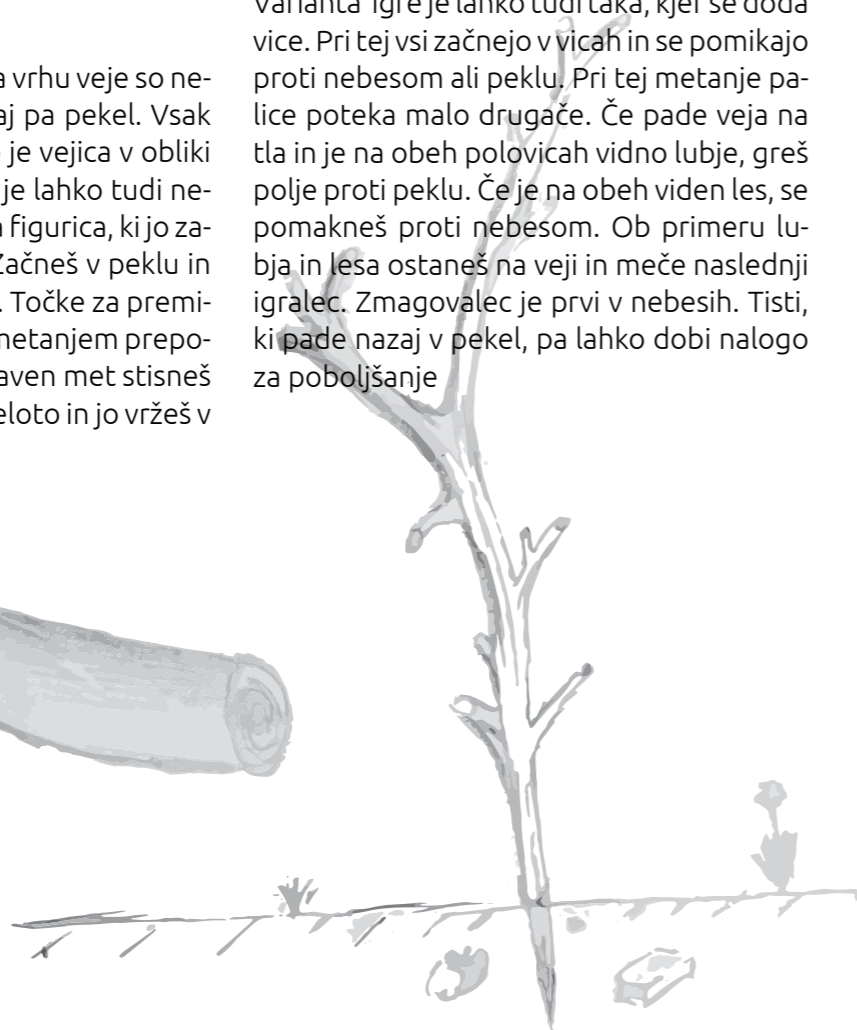 a vrhu veje so ne-
aj pa pekel. Vsak
je vejica v obliki
je lahko tudi ne-
figurica, ki jo za-
Začneš v peklu in
. Točke za premi-
metanjem prepo-
aven met stisneš
eloto in jo vržeš v
Varianta igre je lahko tudi taka, kjer se doda
vice. Pri tej vsi začnejo v vicah in se pomikajo
proti nebesom ali peklu. Pri tej metanje pa-
lice poteka malo drugače. Če pade veja na
tla in je na obeh polovicah vidno lubje, greš
polje proti peklu. Če je na obeh viden les, se
pomakneš proti nebesom. Ob primeru lu-
bja in lesa ostaneš na veji in meče naslednji
igralec. Zmagovalec je prvi v nebesih. Tisti,
ki pade nazaj v pekel, pa lahko dobi nalogo
za poboljšanje